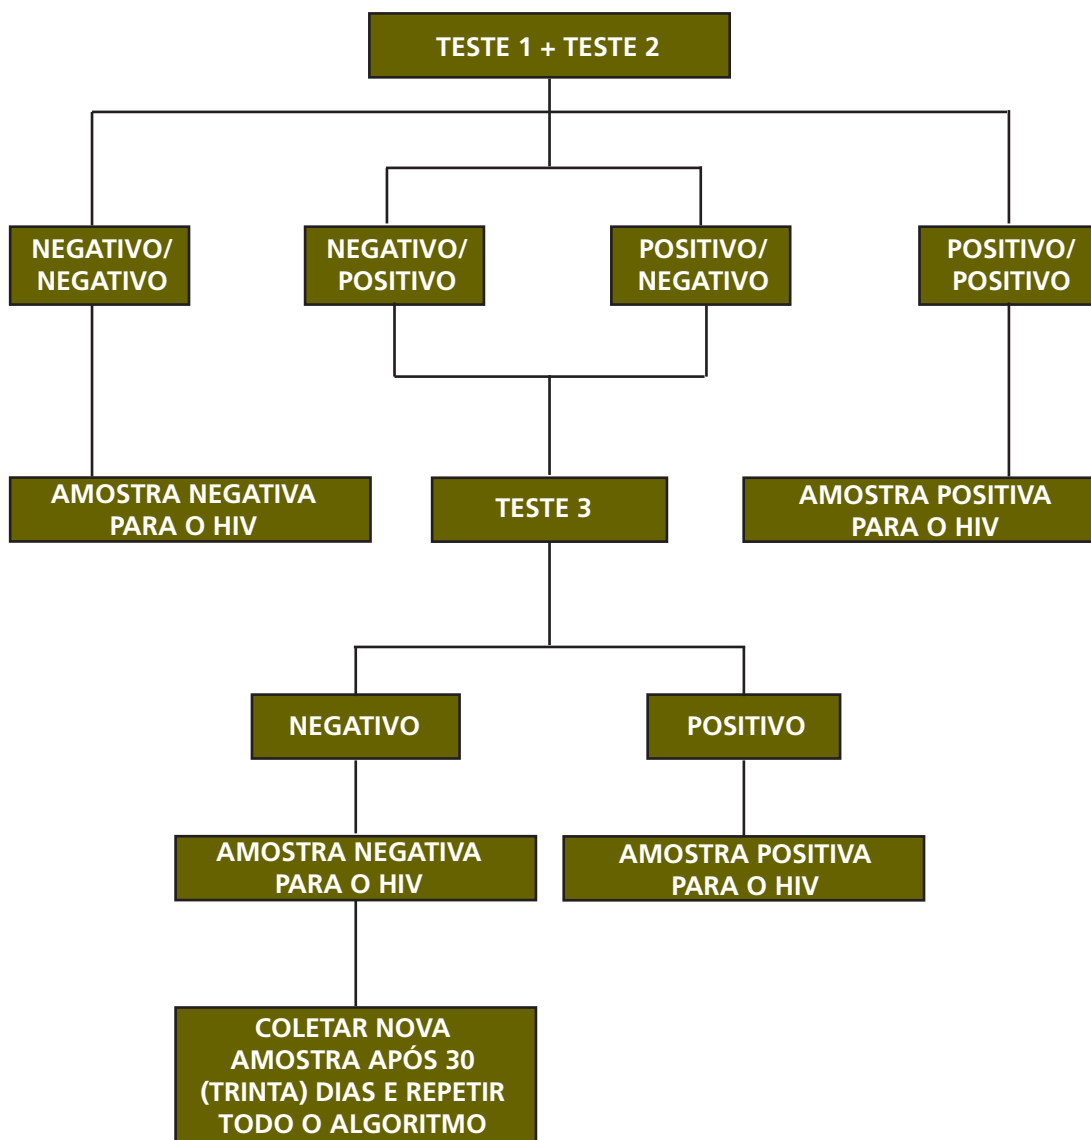 TESTE 1 + TESTE 2
NEGATIVO/
NEGATIVO
NEGATIVO/
POSITIVO
POSITIVO/
NEGATIVO
POSITIVO/
POSITIVO
AMOSTRA NEGATIVA
PARA O HIV
TESTE 3
AMOSTRA POSITIVA
PARA O HIV
NEGATIVO
POSITIVO
AMOSTRA NEGATIVA
PARA O HIV
AMOSTRA POSITIVA
PARA O HIV
COLETAR NOVA
AMOSTRA APÓS 30
(TRINTA) DIAS E REPETIR
TODO O ALGORITMO